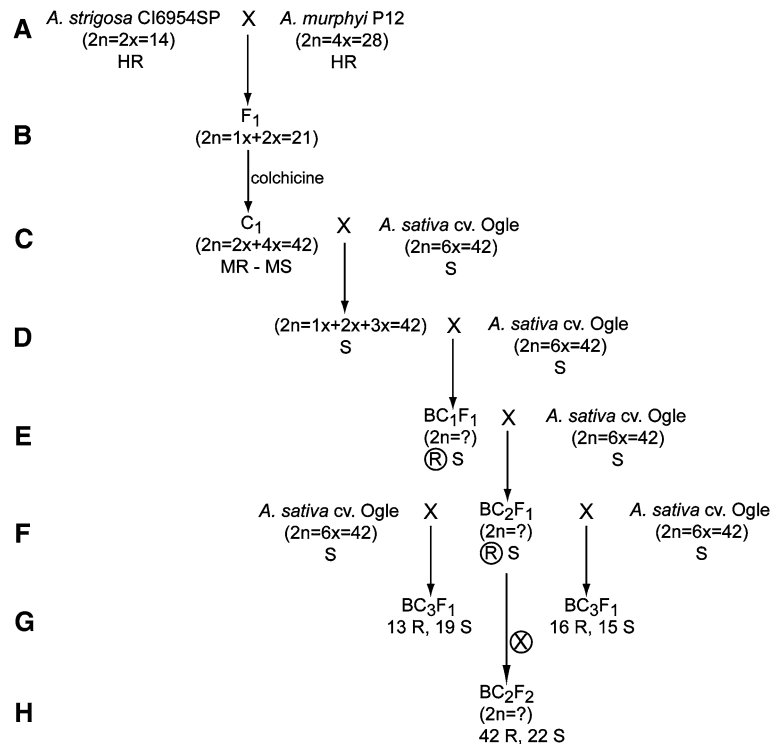 A
A. strigosa CI6954SP X A. murphyi P12
(2n=2x=14) (2n=4x=28)
HR HR
B
F1
(2n=1x+2x=21)
colchicine
C
C1 X A. sativa cv. Ogle
(2n=2x+4x=42) (2n=6x=42)
MR - MS S
D
(2n=1x+2x+3x=42) X A. sativa cv. Ogle
S (2n=6x=42)
S
E
BC1F1 X A. sativa cv. Ogle
(2n=?) (2n=6x=42)
R S S
F
A. sativa cv. Ogle X BC2F1 X A. sativa cv. Ogle
(2n=6x=42) (2n=?) (2n=6x=42)
S R S S
G
BC3F1 BC3F1
13 R, 19 S X 16 R, 15 S
H
BC2F2
(2n=?)
42 R, 22 S